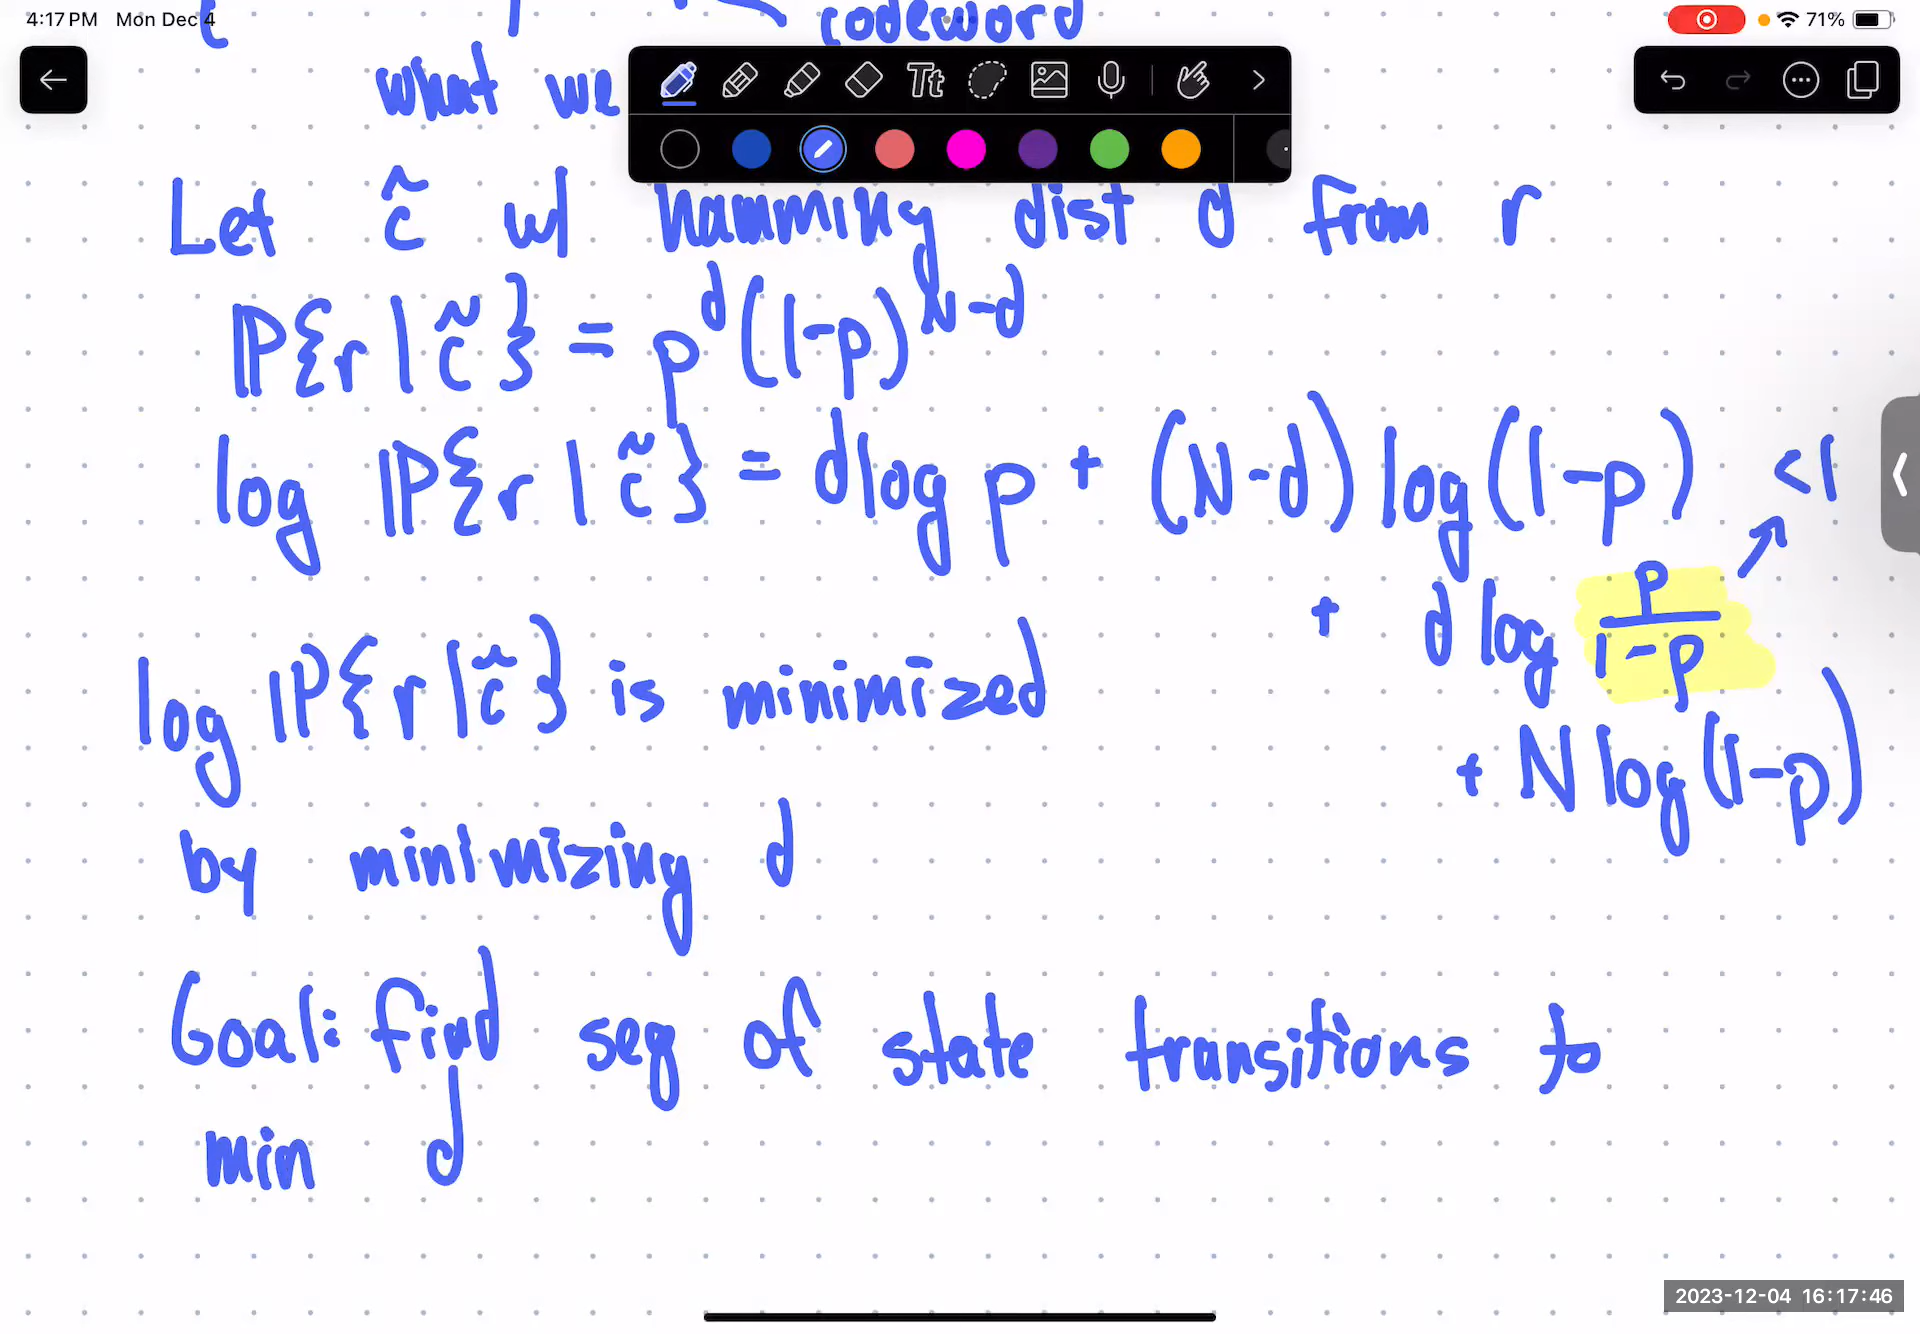 4:17 PM Mon Dec 4
71%
codeword
what we
Tt
Let c̃ w/ hamming dist d from r
P{r | c̃} = p^d (1-p)^{N-d}
log P{r | c̃} = d log p + (N-d) log (1-p) <1
+ d log p/(1-p)
log P{r | c̃} is minimized
+ N log (1-p)
by minimizing d
Goal: find seq of state transitions to
min d
2023-12-04 16:17:46